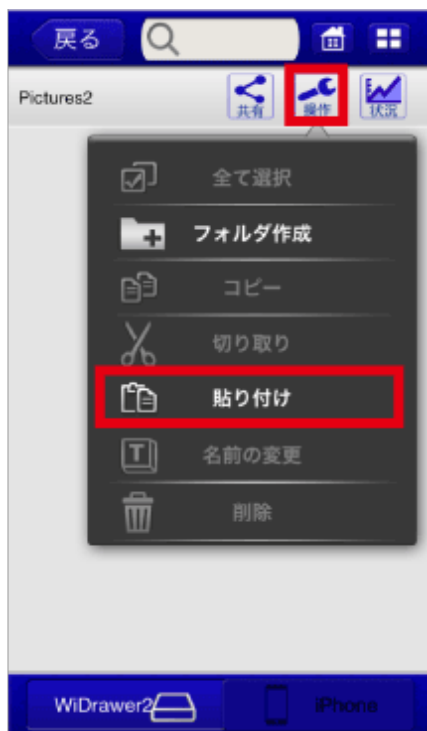 戻る
Pictures2
共有
操作
状況
全て選択
フォルダ作成
コピー
切り取り
貼り付け
T 名前の変更
削除
WiDrawer2
iPhone